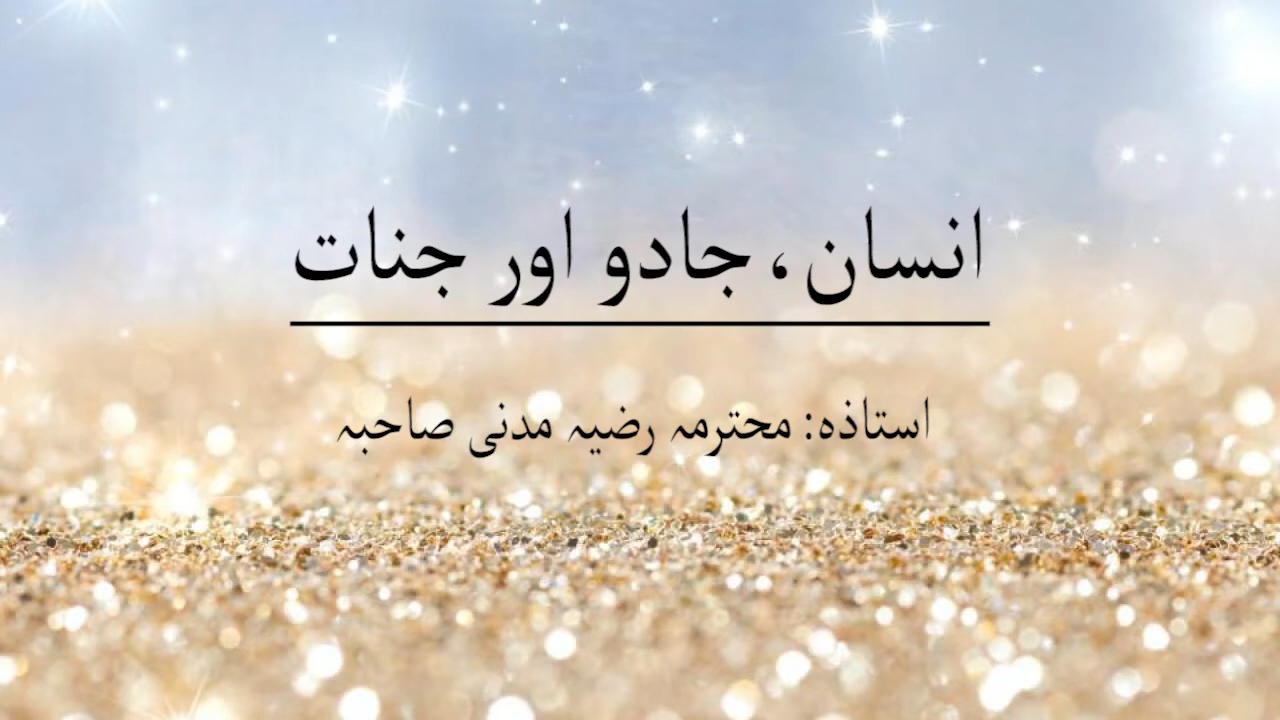 انسان، جادو اور جنات
استاذہ: محترمہ رضیہ مدنی صاحبہ